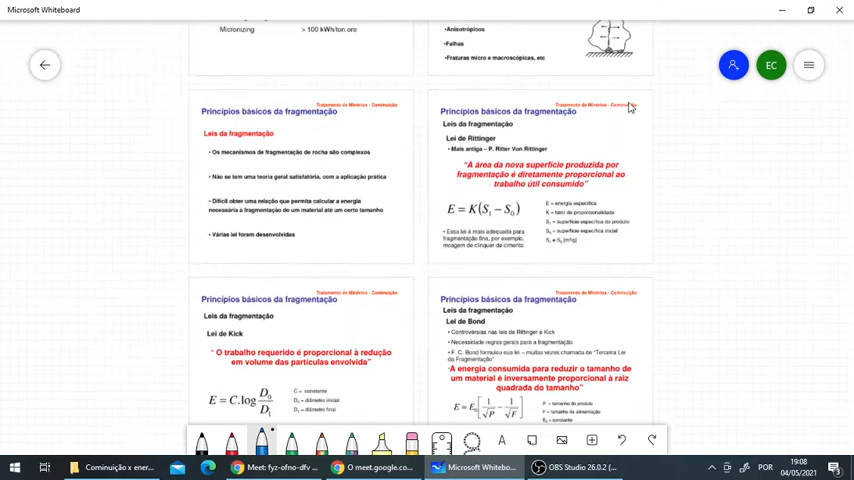 Microsoft Whiteboard
Micronizing > 100 kWh/ton ore
•Anisotrópicos
•Falhas
•Fraturas micro e macroscópicas, etc
EC
Tratamento de Minérios - Cominuição
Princípios básicos da fragmentação
Leis da fragmentação
• Os mecanismos de fragmentação de rocha são complexos
• Não se tem uma teoria geral satisfatória, com a aplicação prática
• Difícil obter uma relação que permita calcular a energia
necessária à fragmentação de um material até um certo tamanho
• Várias lei foram desenvolvidas
Tratamento de Minérios - Cominuição
Princípios básicos da fragmentação
Leis da fragmentação
Lei de Rittinger
• Mais antiga – P. Ritter Von Rittinger
"A área da nova superfície produzida por
fragmentação é diretamente proporcional ao
trabalho útil consumido"
E = K(S₁ − S₀)
E = energia específica
K = fator de proporcionalidade
S₁ = superfície específica do produto
S₀ = superfície específica inicial
S₁ e S₀ [m²/g]
• Essa lei é mais adequada para
fragmentação fina, por exemplo,
moagem de clínquer de cimento
Tratamento de Minérios - Cominuição
Princípios básicos da fragmentação
Leis da fragmentação
Lei de Kick
" O trabalho requerido é proporcional à redução
em volume das partículas envolvida"
E = C.log D₀/D₁
C = constante
D₀ = diâmetro inicial
D₁ = diâmetro final
Tratamento de Minérios - Cominuição
Princípios básicos da fragmentação
Leis da fragmentação
Lei de Bond
• Controvérsias nas leis de Rittinger e Kick
• Necessidade regras gerais para a fragmentação
• F. C. Bond formulou sua lei – muitas vezes chamada de "Terceira Lei
da Fragmentação"
"A energia consumida para reduzir o tamanho de
um material é inversamente proporcional à raiz
quadrada do tamanho"
E = E₀[1/√P − 1/√F]
P = tamanho do produto
F = tamanho da alimentação
E₀ = constante
A
Cominuição x ener...
Meet: fyz-ofno-dfv ...
O meet.google.co...
Microsoft Whitebo...
OBS Studio 26.0.2 (...
POR
19:08
04/05/2021
3